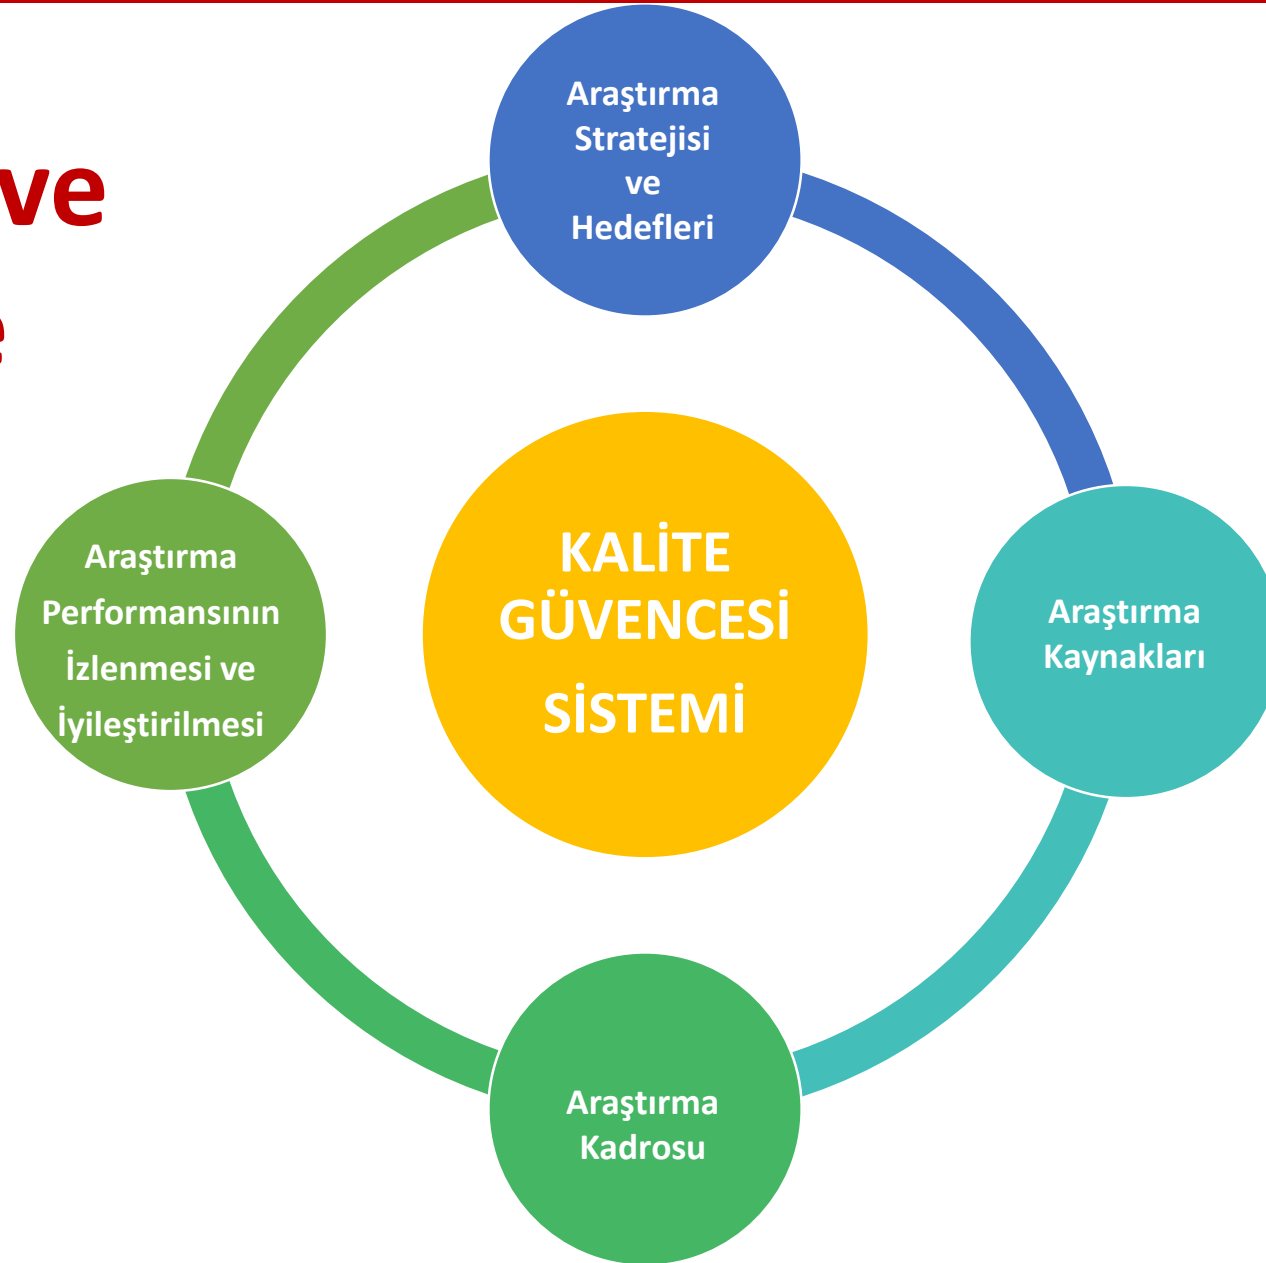 Araştırma
Stratejisi
ve
Hedefleri
ve
Araştırma
Performansının
İzlenmesi ve
İyileştirilmesi
KALİTE
GÜVENCESİ
SİSTEMİ
Araştırma
Kaynakları
Araştırma
Kadrosu